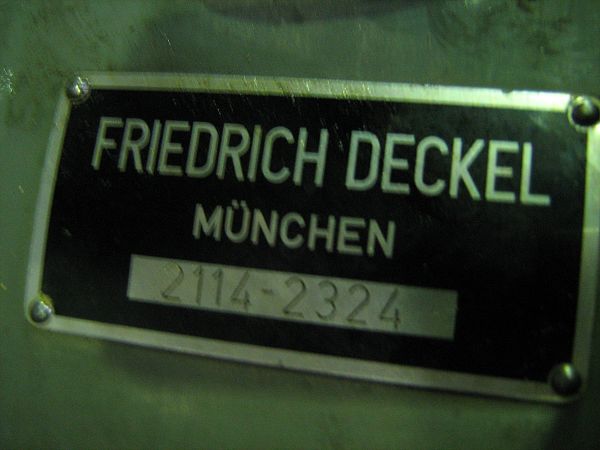 FRIEDRICH DECKEL
MÜNCHEN
2114-2324